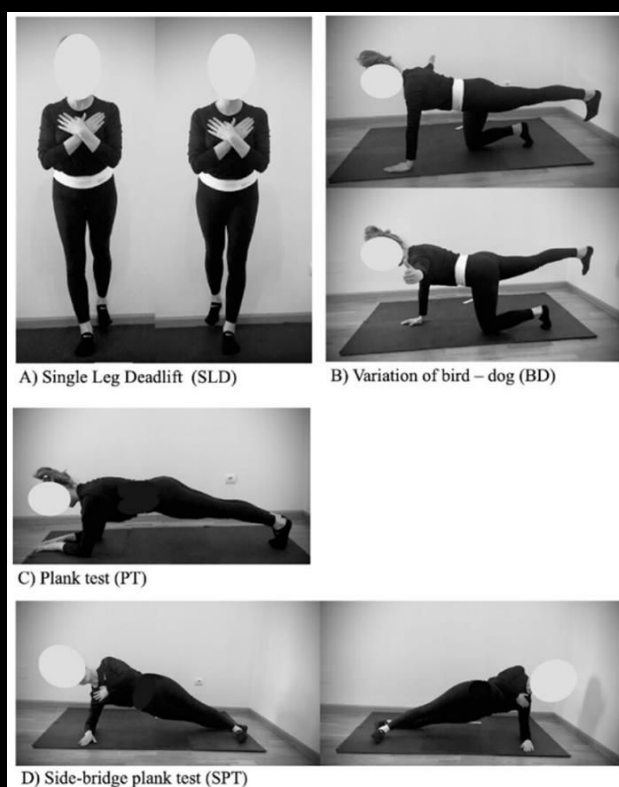 A) Single Leg Deadlift (SLD)
B) Variation of bird – dog (BD)
C) Plank test (PT)
D) Side-bridge plank test (SPT)